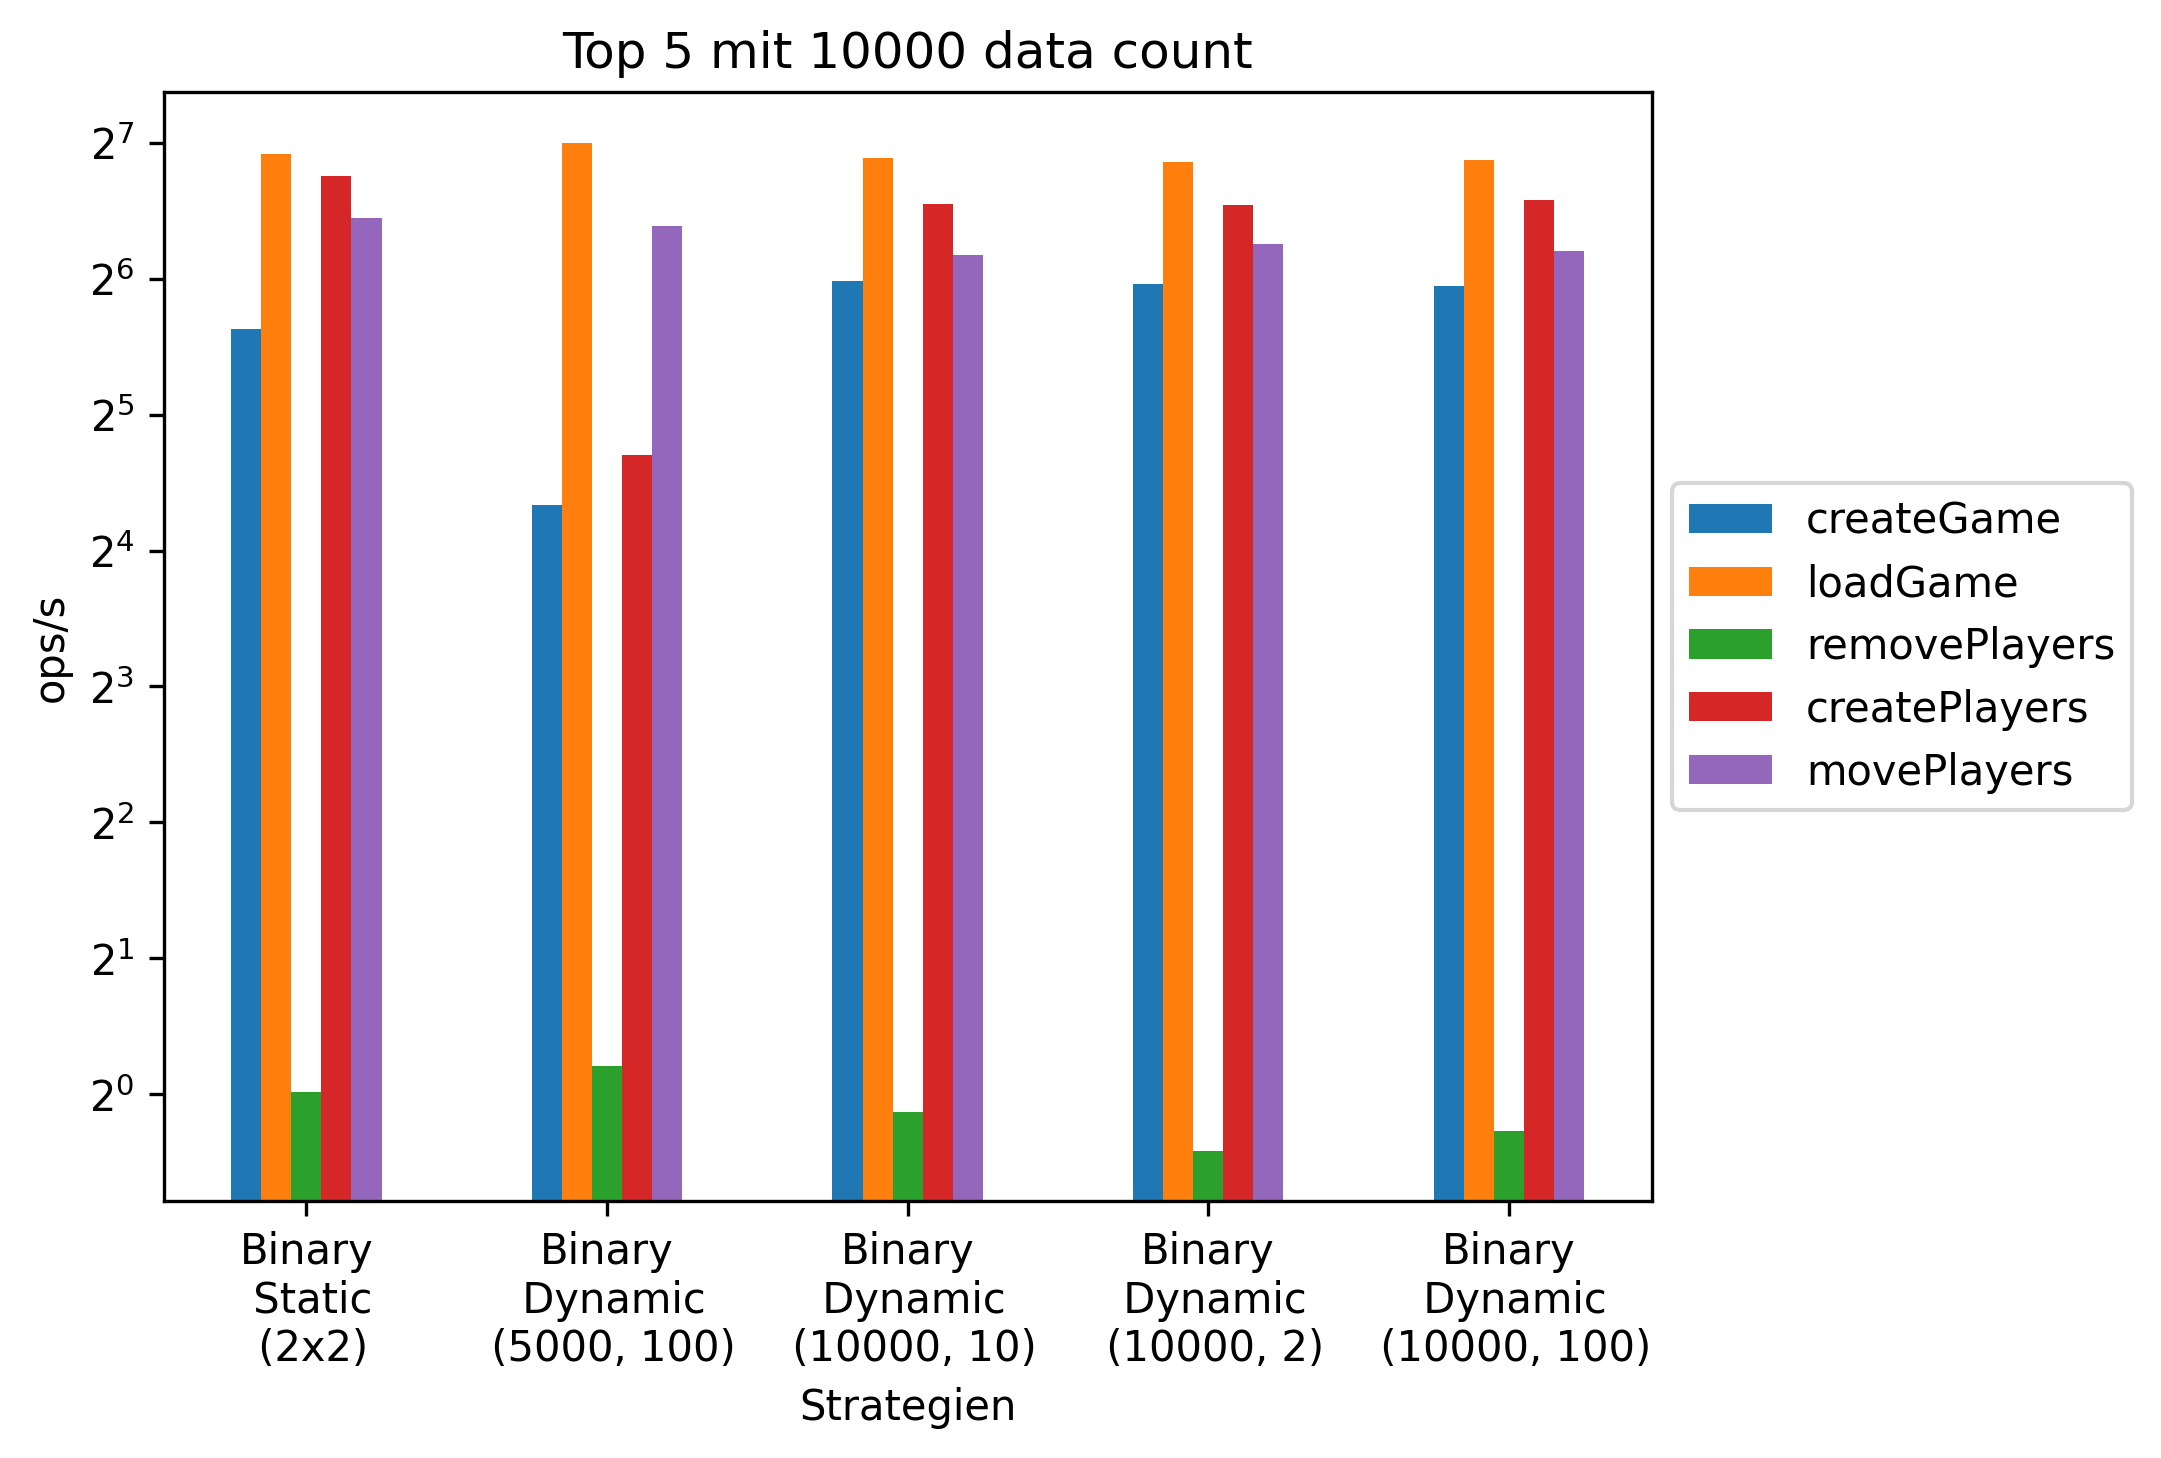 Top 5 mit 10000 data count
2^7
2^6
2^5
2^4
2^3
2^2
2^1
2^0
ops/s
Binary
Static
(2x2)
Binary
Dynamic
(5000, 100)
Binary
Dynamic
(10000, 10)
Binary
Dynamic
(10000, 2)
Binary
Dynamic
(10000, 100)
Strategien
createGame
loadGame
removePlayers
createPlayers
movePlayers